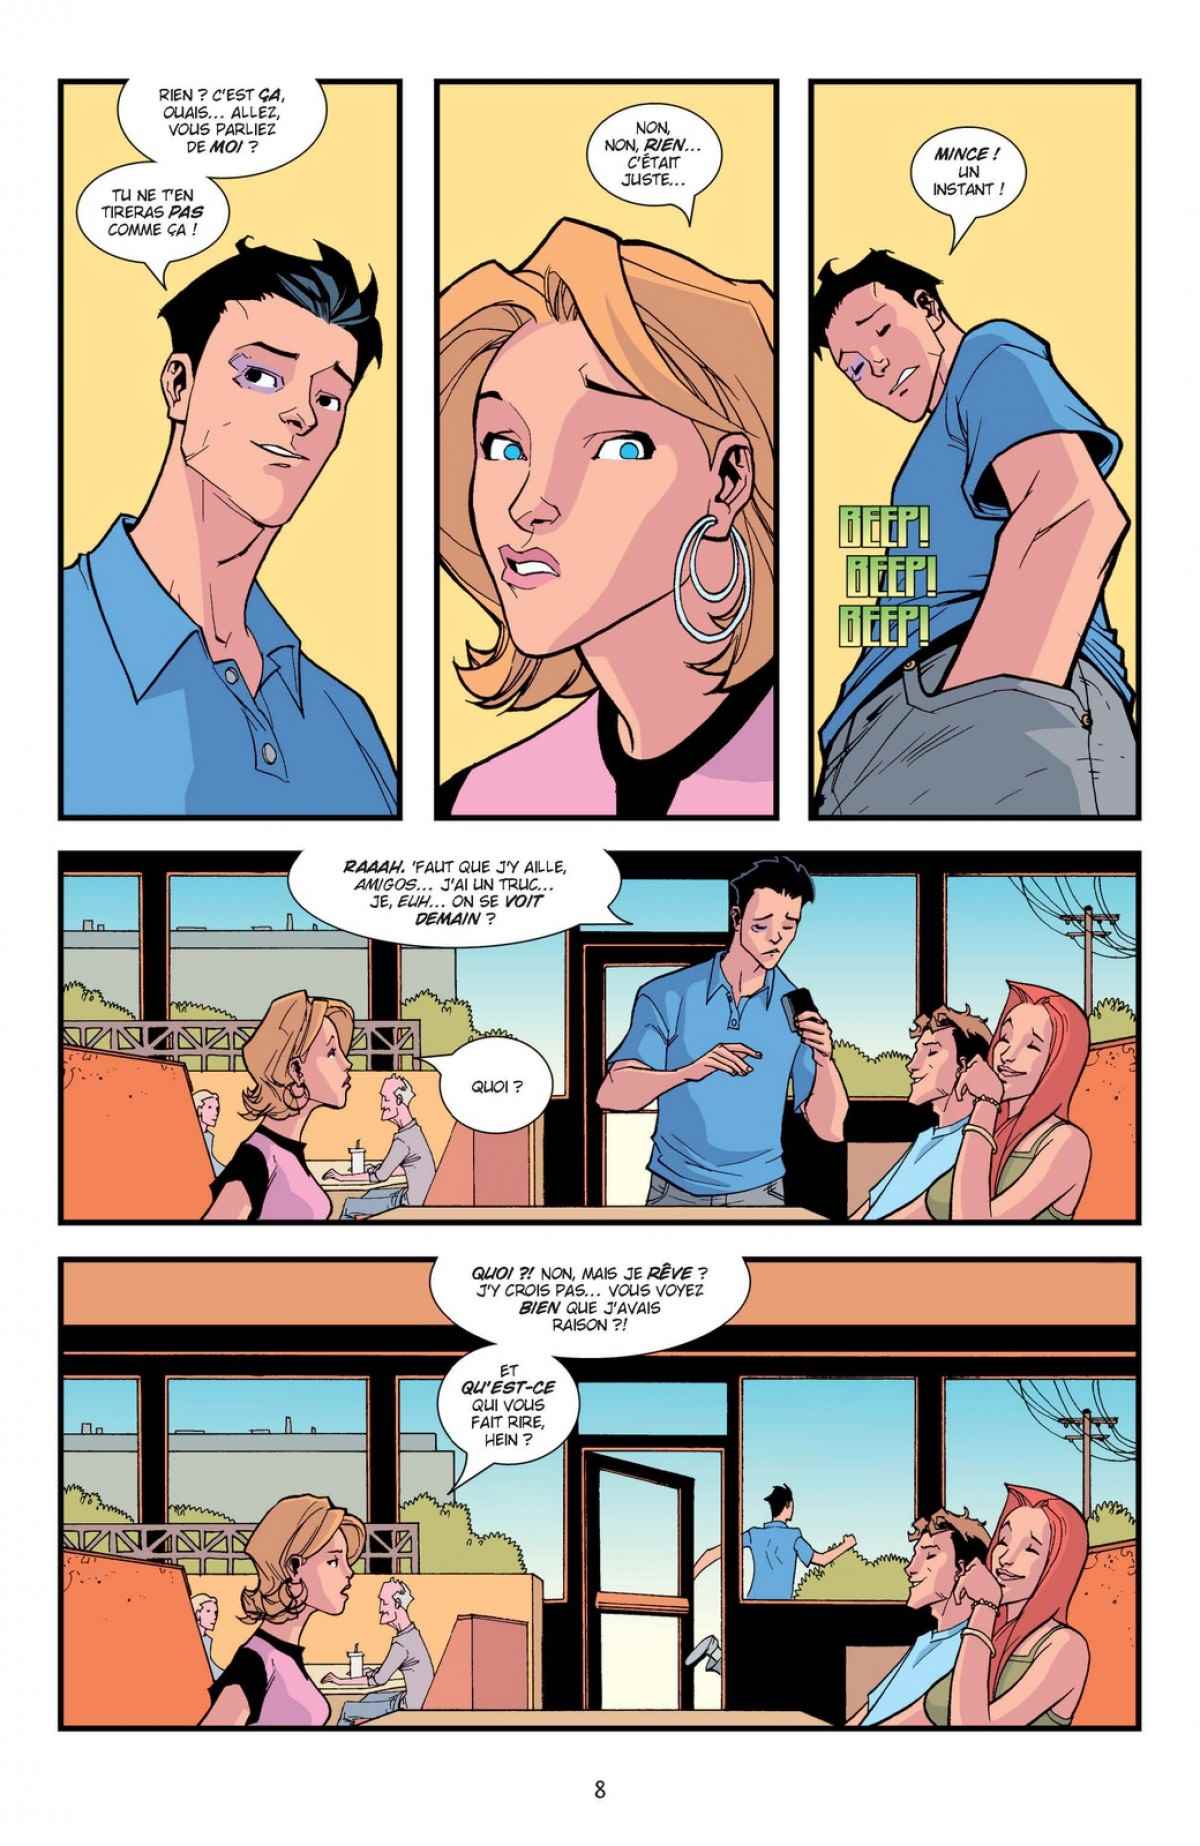 RIEN ? C'EST ÇA,
OUAIS... ALLEZ,
VOUS PARLIEZ
DE MOI ?
TU NE T'EN
TIRERAS PAS
COMME ÇA !
NON,
NON, RIEN...
C'ÉTAIT
JUSTE...
MINCE !
UN
INSTANT !
BEEP!
BEEP!
BEEP!
RAAAH. 'FAUT QUE J'Y AILLE,
AMIGOS... J'AI UN TRUC...
JE, EUH... ON SE VOIT
DEMAIN ?
QUOI ?
QUOI ?! NON, MAIS JE RÊVE ?
J'Y CROIS PAS... VOUS VOYEZ
BIEN QUE J'AVAIS
RAISON ?!
ET
QU'EST-CE
QUI VOUS
FAIT RIRE,
HEIN ?
8